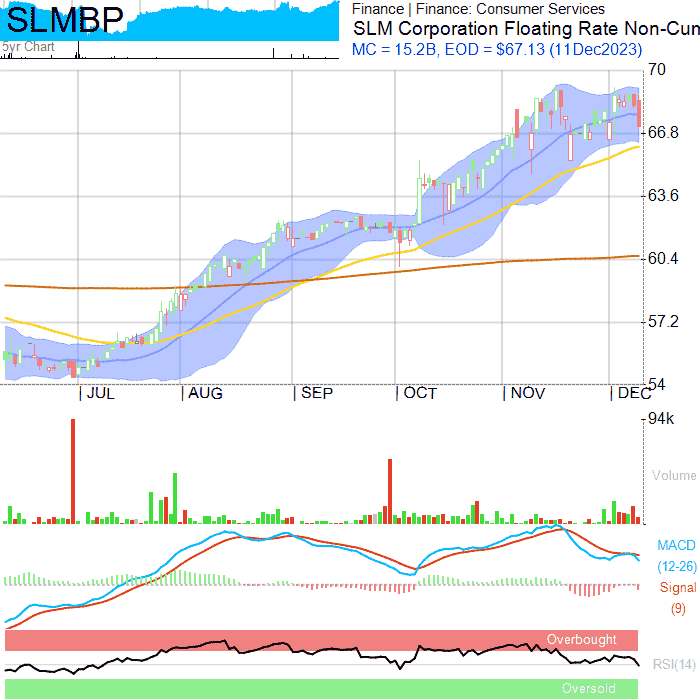 SLMBP
5yr Chart
Finance | Finance: Consumer Services
SLM Corporation Floating Rate Non-Cun
MC = 15.2B, EOD = $67.13 (11Dec2023)
70
66.8
63.6
60.4
57.2
54
JUL AUG SEP OCT NOV DEC
94k
Volume
MACD
(12-26)
Signal
(9)
Overbought
RSI(14)
Oversold